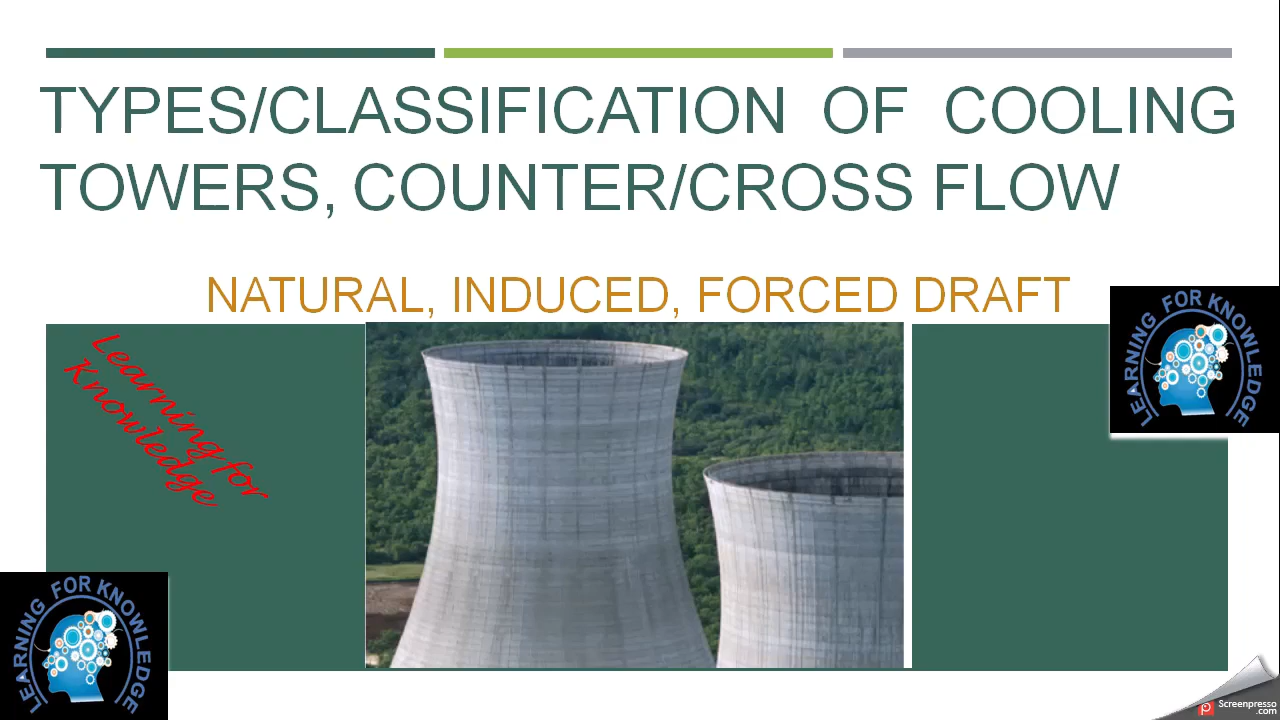 TYPES/CLASSIFICATION OF COOLING
TOWERS, COUNTER/CROSS FLOW
NATURAL, INDUCED, FORCED DRAFT
LEARNING FOR KNOWLEDGE
Learning for
Knowledge
LEARNING FOR KNOWLEDGE
Screenpresso
.com